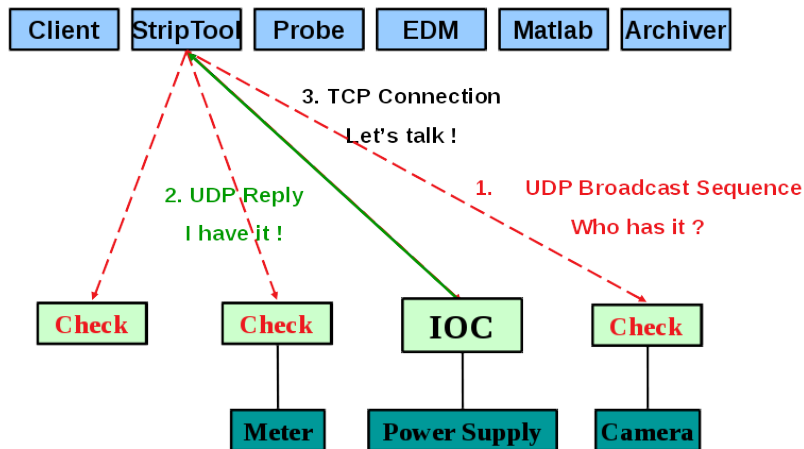 Client StripTool Probe EDM Matlab Archiver
3. TCP Connection
Let's talk !
1. UDP Broadcast Sequence
Who has it ?
2. UDP Reply
I have it !
Check Check IOC Check
Meter Power Supply Camera